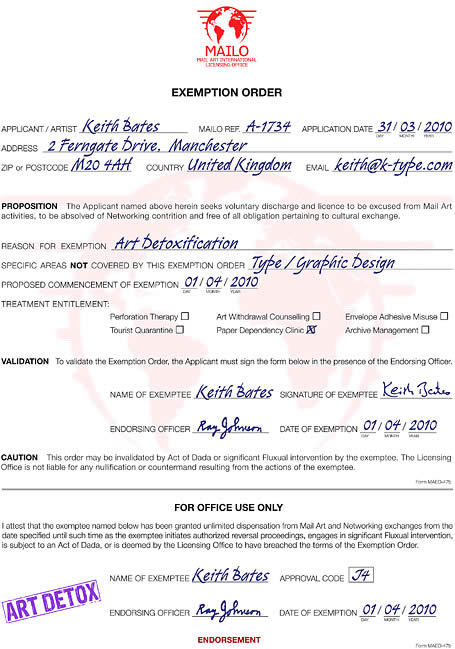 MAILO
MAIL ART INTERNATIONAL
LICENSING OFFICE
EXEMPTION ORDER
APPLICANT / ARTIST Keith Bates MAILO REF. A-1734 APPLICATION DATE 31 / 03 / 2010
DAY MONTH YEAR
ADDRESS 2 Ferngate Drive, Manchester
ZIP or POSTCODE M20 4AH COUNTRY United Kingdom EMAIL keith@k-type.com
PROPOSITION The Applicant named above herein seeks voluntary discharge and licence to be excused from Mail Art
activities, to be absolved of Networking contrition and free of all obligation pertaining to cultural exchange.
REASON FOR EXEMPTION Art Detoxification
SPECIFIC AREAS NOT COVERED BY THIS EXEMPTION ORDER Type / Graphic Design
PROPOSED COMMENCEMENT OF EXEMPTION 01 / 04 / 2010
DAY MONTH YEAR
TREATMENT ENTITLEMENT:
Perforation Therapy Art Withdrawal Counselling Envelope Adhesive Misuse
Tourist Quarantine Paper Dependency Clinic X Archive Management
VALIDATION To validate the Exemption Order, the Applicant must sign the form below in the presence of the Endorsing Officer.
NAME OF EXEMPTEE Keith Bates SIGNATURE OF EXEMPTEE Keith Bates
ENDORSING OFFICER Ray Johnson DATE OF EXEMPTION 01 / 04 / 2010
DAY MONTH YEAR
CAUTION This order may be invalidated by Act of Dada or significant Fluxual intervention by the exemptee. The Licensing
Office is not liable for any nullification or countermand resulting from the actions of the exemptee.
Form MAEO-475
FOR OFFICE USE ONLY
I attest that the exemptee named below has been granted unlimited dispensation from Mail Art and Networking exchanges from the
date specified until such time as the exemptee initiates authorized reversal proceedings, engages in significant Fluxual intervention,
is subject to an Act of Dada, or is deemed by the Licensing Office to have breached the terms of the Exemption Order.
NAME OF EXEMPTEE Keith Bates APPROVAL CODE J4
ART DETOX
ENDORSING OFFICER Ray Johnson DATE OF EXEMPTION 01 / 04 / 2010
DAY MONTH YEAR
ENDORSEMENT
Form MAEO-475